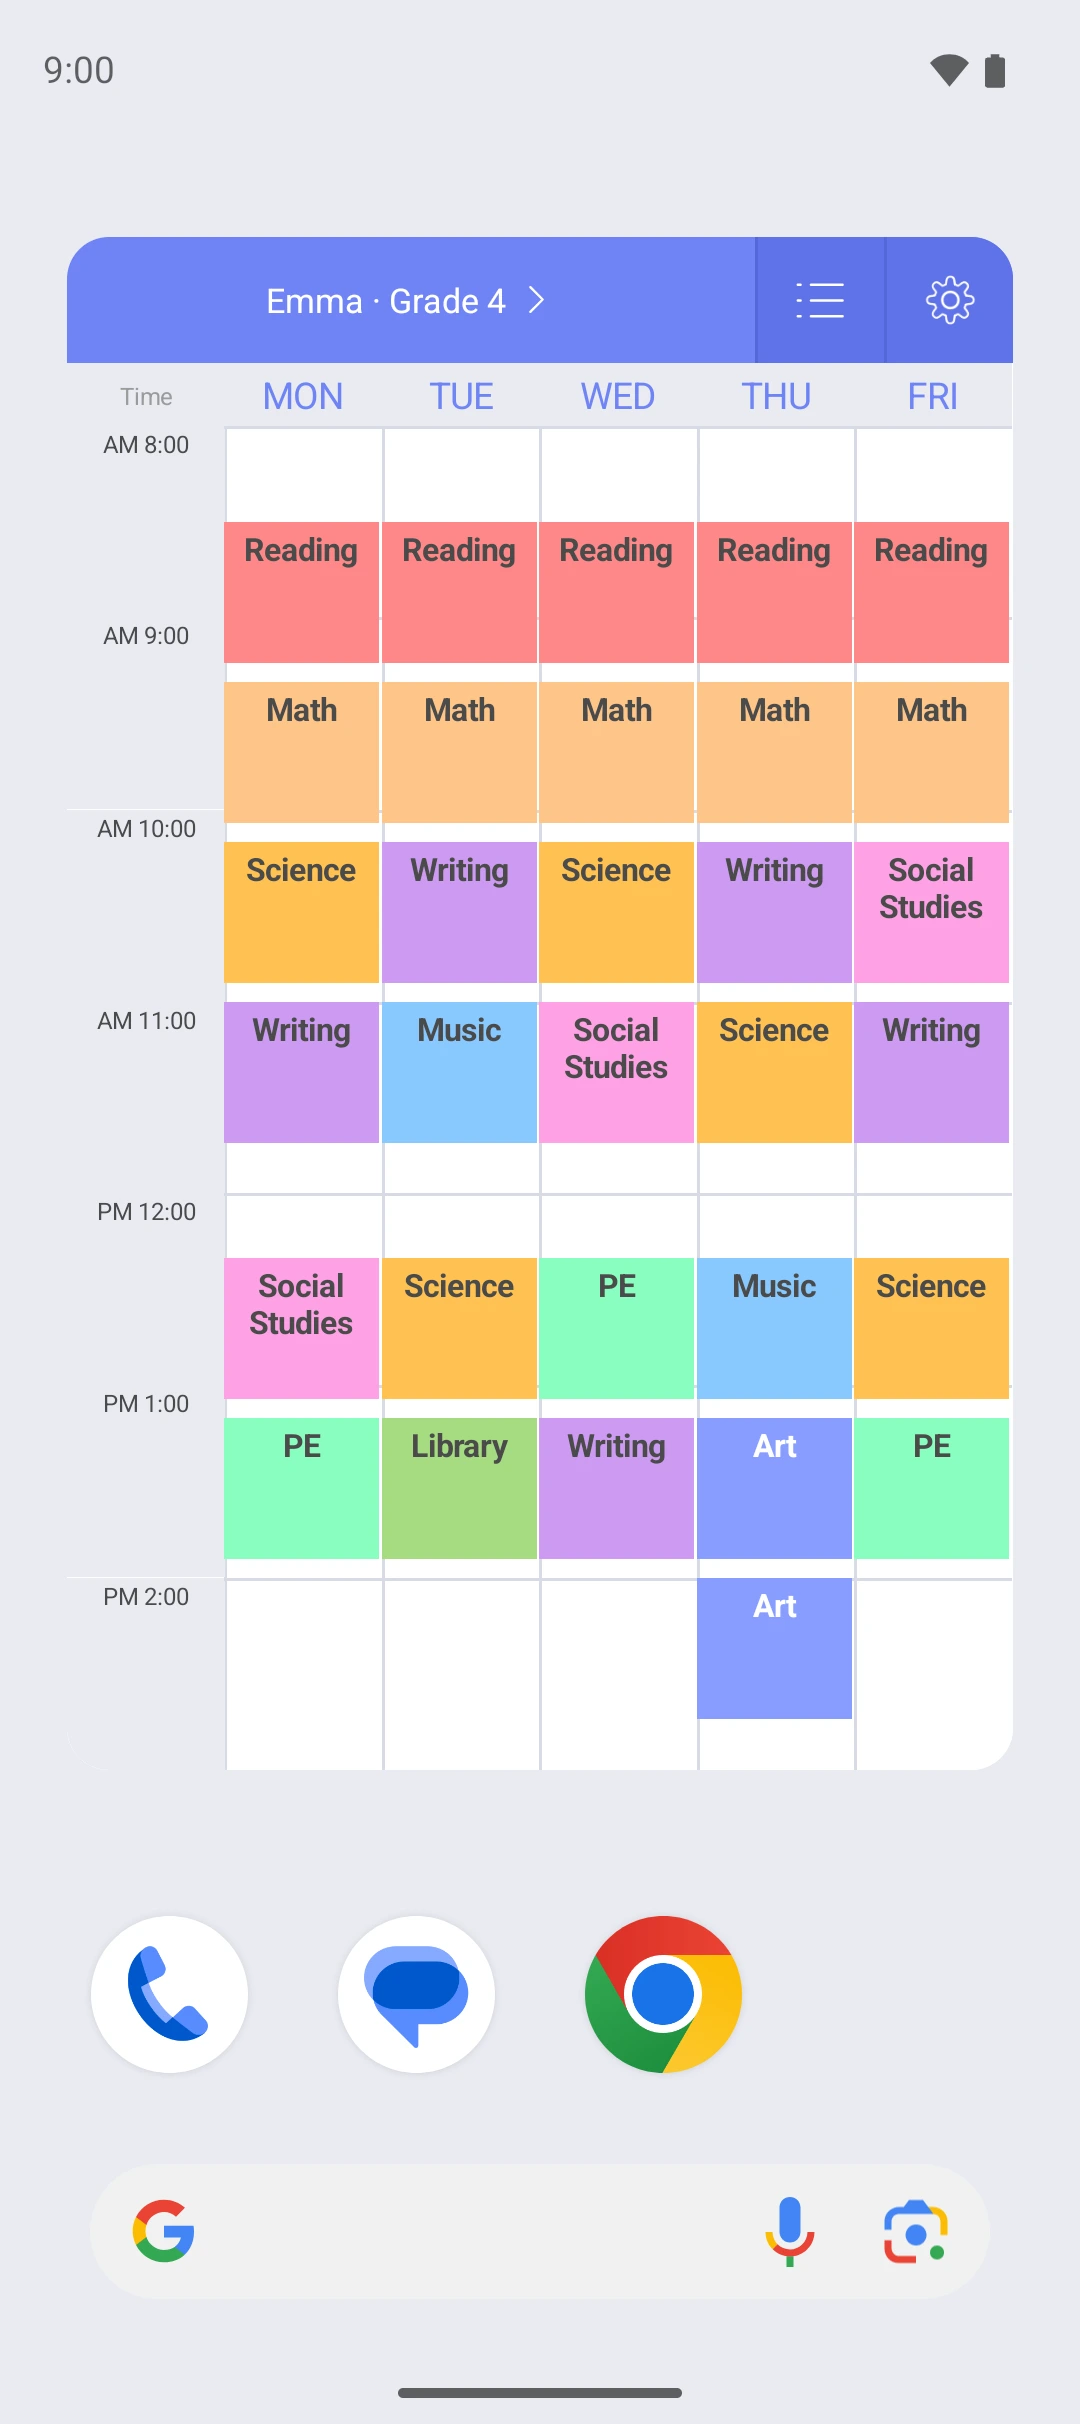 9:00
Emma · Grade 4
Time MON TUE WED THU FRI
AM 8:00
Reading Reading Reading Reading Reading
AM 9:00
Math Math Math Math Math
AM 10:00
Science Writing Science Writing Social
Studies
AM 11:00
Writing Music Social Science Writing
Studies
PM 12:00
Social Science PE Music Science
Studies
PM 1:00
PE Library Writing Art PE
PM 2:00
Art